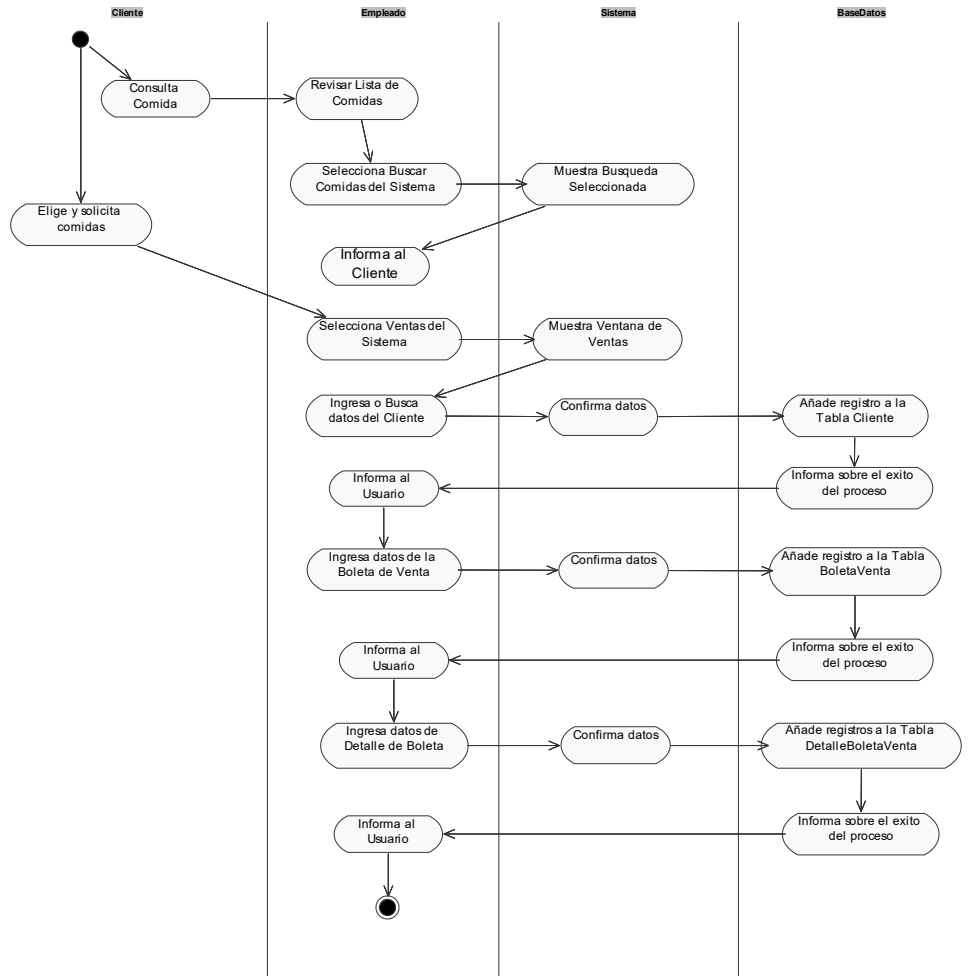 Cliente
Empleado
Sistema
BaseDatos
Consulta
Comida
Revisar Lista de
Comidas
Selecciona Buscar
Comidas del Sistema
Muestra Busqueda
Seleccionada
Elige y solicita
comidas
Informa al
Cliente
Selecciona Ventas del
Sistema
Muestra Ventana de
Ventas
Ingresa o Busca
datos del Cliente
Confirma datos
Añade registro a la
Tabla Cliente
Informa al
Usuario
Informa sobre el exito
del proceso
Ingresa datos de la
Boleta de Venta
Confirma datos
Añade registro a la Tabla
BoletaVenta
Informa al
Usuario
Informa sobre el exito
del proceso
Ingresa datos de
Detalle de Boleta
Confirma datos
Añade registros a la Tabla
DetalleBoletaVenta
Informa al
Usuario
Informa sobre el exito
del proceso